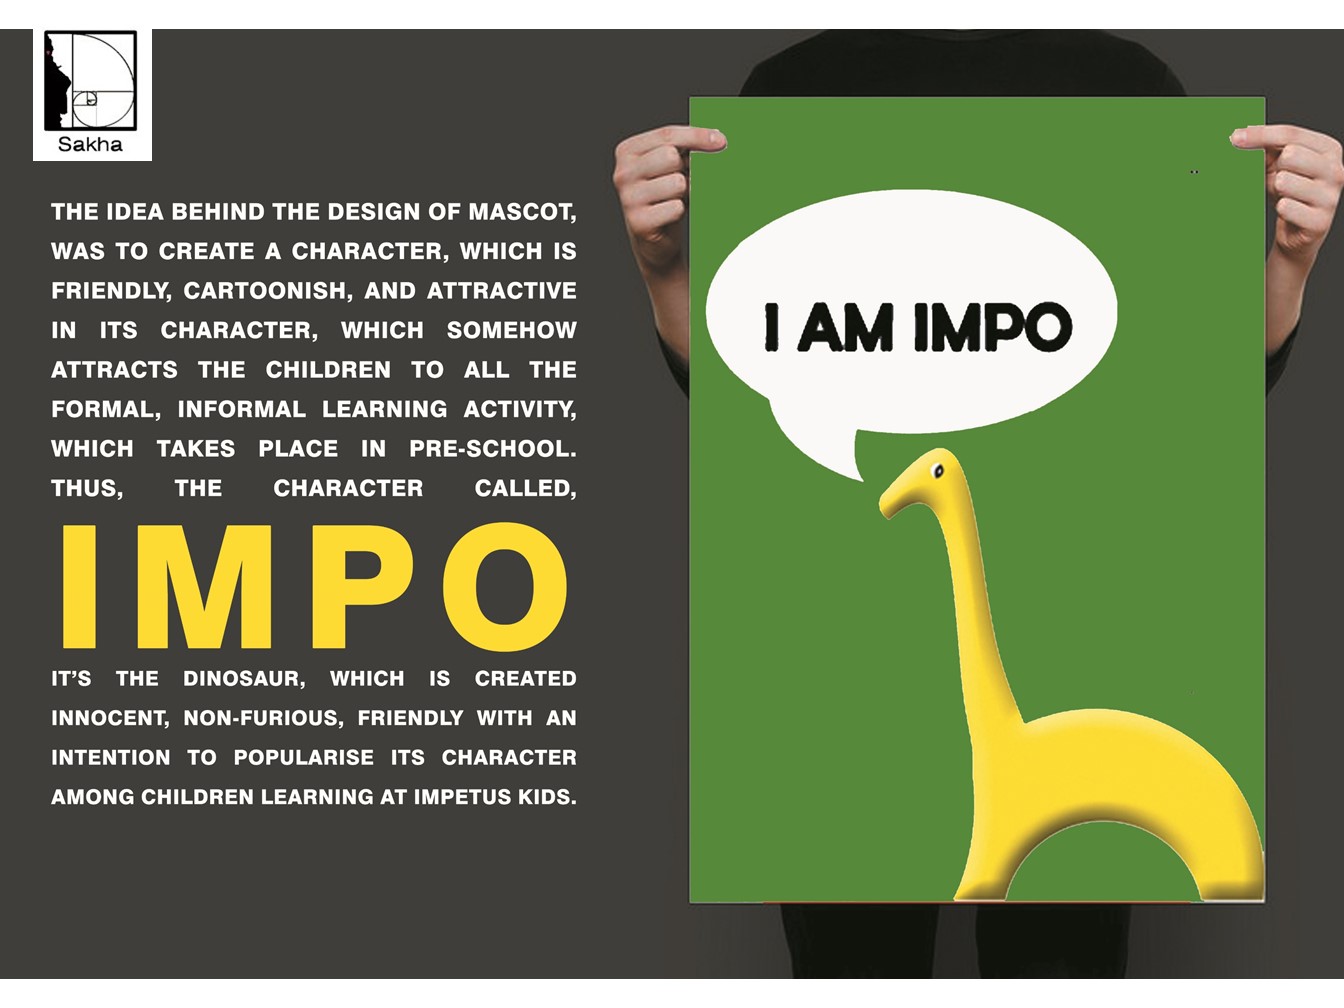 Sakha
THE IDEA BEHIND THE DESIGN OF MASCOT,
WAS TO CREATE A CHARACTER, WHICH IS
FRIENDLY, CARTOONISH, AND ATTRACTIVE
IN ITS CHARACTER, WHICH SOMEHOW
ATTRACTS THE CHILDREN TO ALL THE
FORMAL, INFORMAL LEARNING ACTIVITY,
WHICH TAKES PLACE IN PRE-SCHOOL.
THUS, THE CHARACTER CALLED,
IMPO
IT'S THE DINOSAUR, WHICH IS CREATED
INNOCENT, NON-FURIOUS, FRIENDLY WITH AN
INTENTION TO POPULARISE ITS CHARACTER
AMONG CHILDREN LEARNING AT IMPETUS KIDS.
I AM IMPO